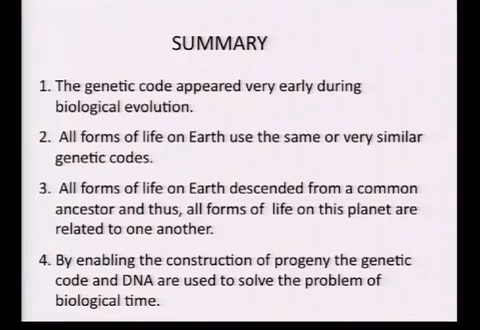 SUMMARY
1. The genetic code appeared very early during
biological evolution.
2. All forms of life on Earth use the same or very similar
genetic codes.
3. All forms of life on Earth descended from a common
ancestor and thus, all forms of life on this planet are
related to one another.
4. By enabling the construction of progeny the genetic
code and DNA are used to solve the problem of
biological time.